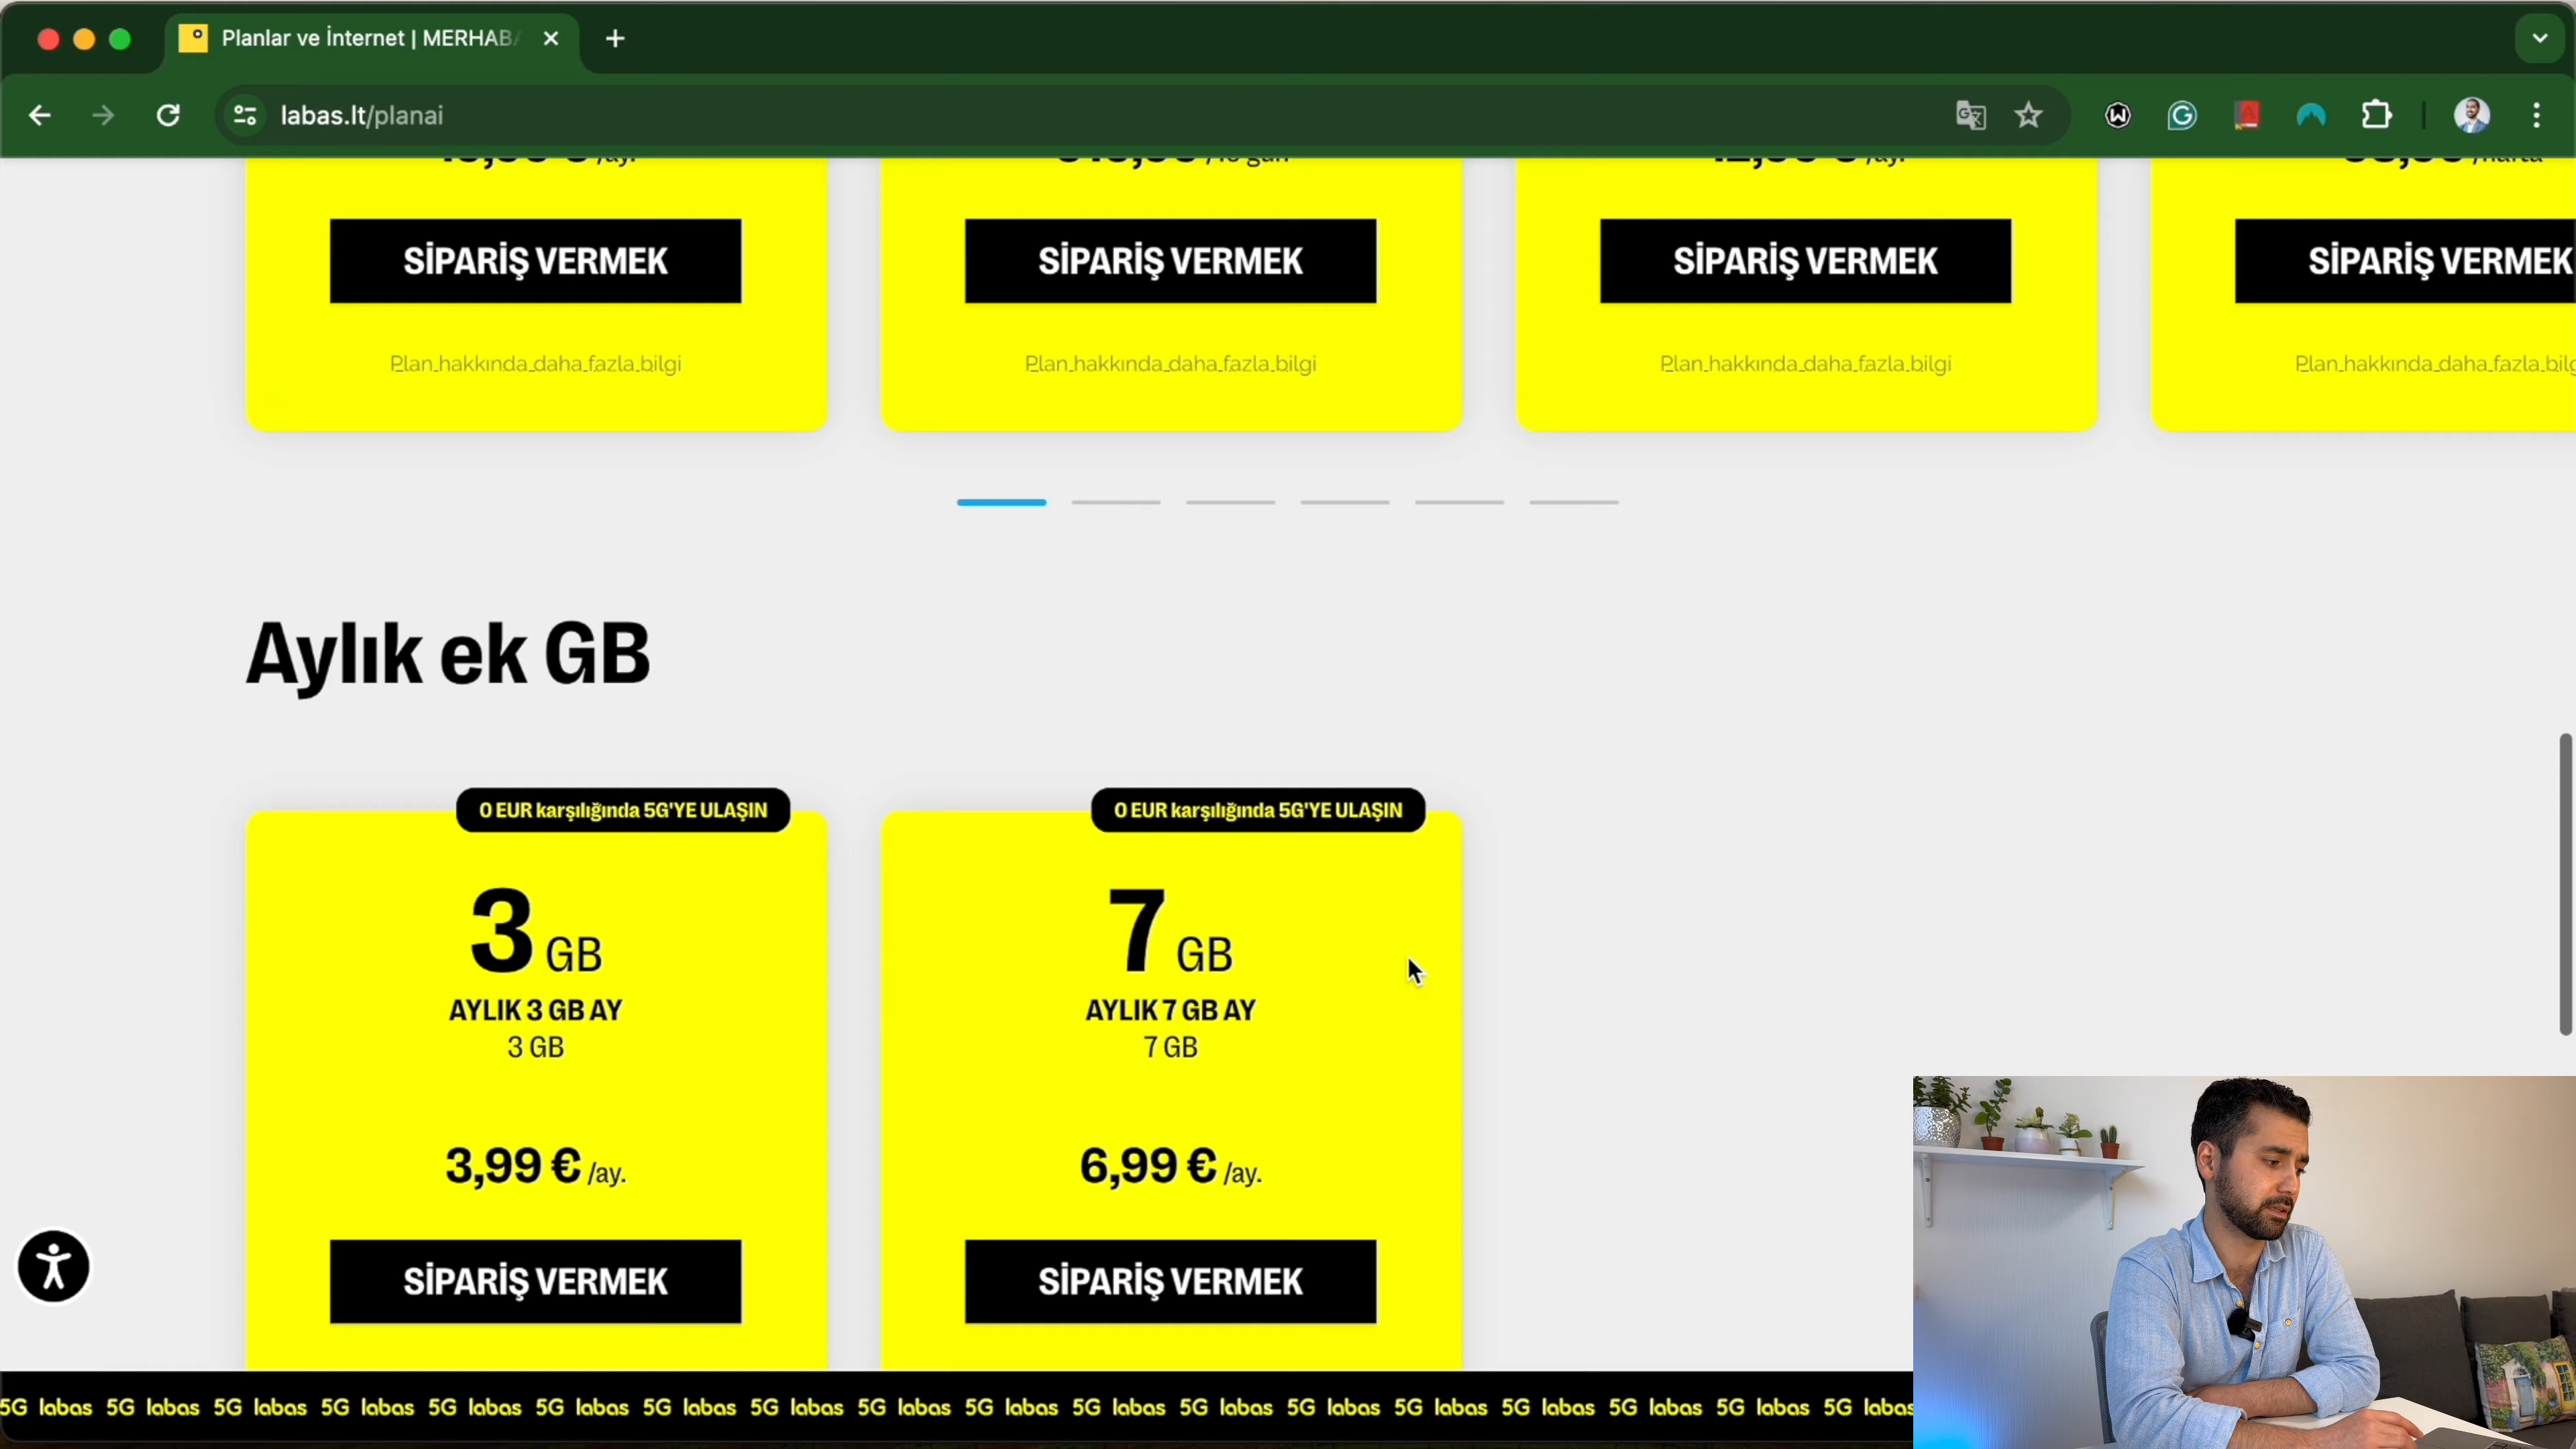 Planlar ve İnternet | MERHABA
labas.lt/planai
/ay.
/ay.
SİPARİŞ VERMEK
SİPARİŞ VERMEK
SİPARİŞ VERMEK
SİPARİŞ VERMEK
Plan hakkında daha fazla bilgi
Plan hakkında daha fazla bilgi
Plan hakkında daha fazla bilgi
Plan hakkında daha fazla bilg
Aylık ek GB
0 EUR karşılığında 5G'YE ULAŞIN
0 EUR karşılığında 5G'YE ULAŞIN
3 GB
7 GB
AYLIK 3 GB AY
AYLIK 7 GB AY
3 GB
7 GB
3,99 € /ay.
6,99 € /ay.
SİPARİŞ VERMEK
SİPARİŞ VERMEK
5G labas 5G labas 5G labas 5G labas 5G labas 5G labas 5G labas 5G labas 5G labas 5G labas 5G labas 5G labas 5G labas 5G labas 5G labas 5G labas 5G labas 5G labas